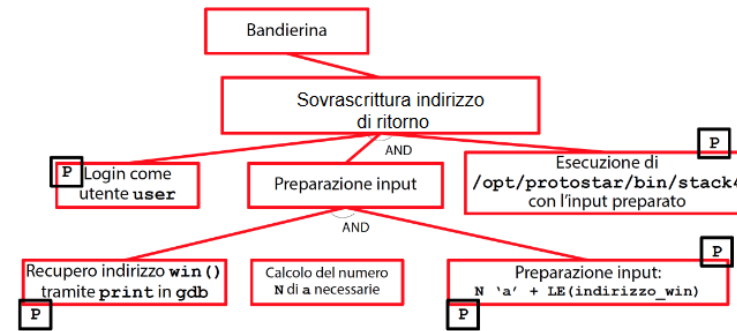 Bandierina
Sovrascrittura indirizzo
di ritorno
AND
P
Login come
utente user
Preparazione input
P
Esecuzione di
/opt/protostar/bin/stack4
con l'input preparato
AND
Recupero indirizzo win()
tramite print in gdb
P
Calcolo del numero
N di a necessarie
P
Preparazione input:
N 'a' + LE(indirizzo_win)
P